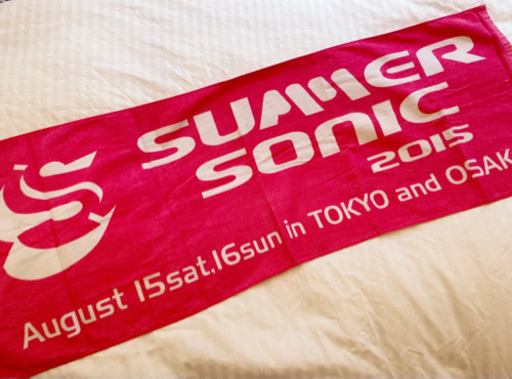 SUMMER
SONIC
2015
August 15sat.16sun in TOKYO and OSAK